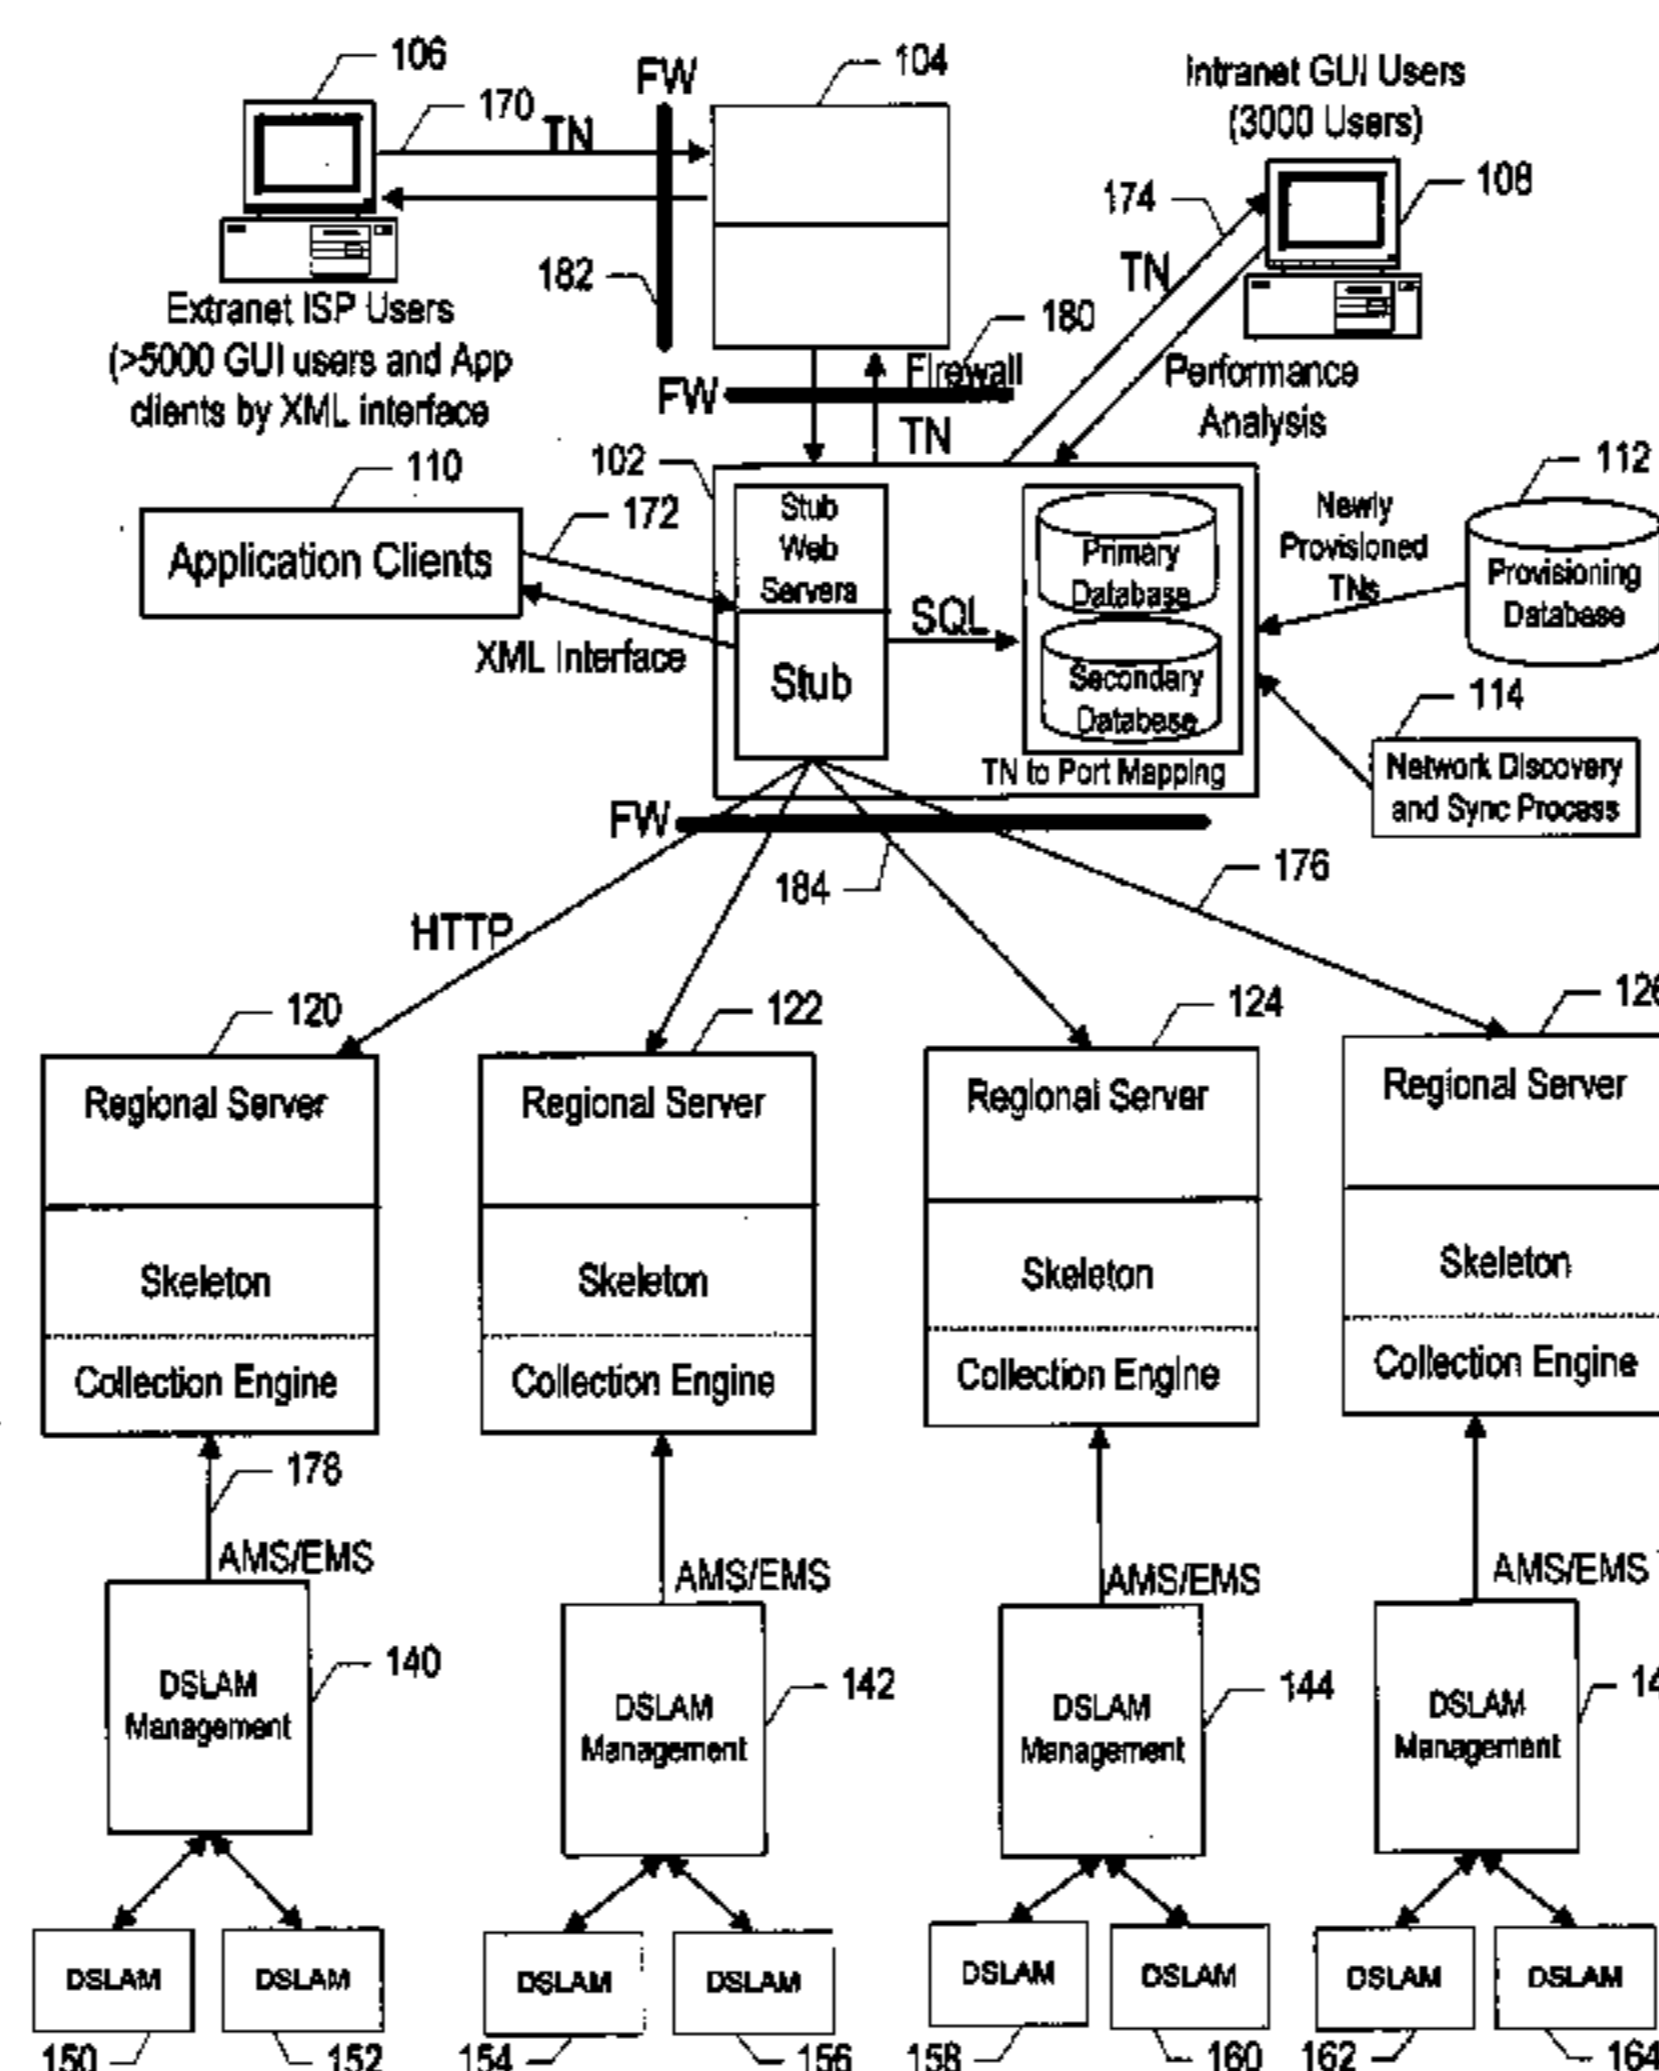 106
FW
104
Intranet GUI Users
(3000 Users)
170
TN
108
174
TN
182
Extranet ISP Users
(>5000 GUI users and App
clients by XML interface
180
Firewall
FW
TN
Performance
Analysis
110
102
112
172
Application Clients
Stub
Web
Servers
Primary
Database
Newly
Provisioned
TNs
Provisioning
Database
SQL
XML Interface
Stub
Secondary
Database
114
TN to Port Mapping
Network Discovery
and Sync Process
FW
184
176
HTTP
120
122
124
126
Regional Server
Regional Server
Regional Server
Regional Server
Skeleton
Skeleton
Skeleton
Skeleton
Collection Engine
Collection Engine
Collection Engine
Collection Engine
178
AMS/EMS
AMS/EMS
AMS/EMS
AMS/EMS
140
142
144
DSLAM
Management
DSLAM
Management
DSLAM
Management
DSLAM
Management
DSLAM
DSLAM
DSLAM
DSLAM
DSLAM
DSLAM
DSLAM
DSLAM
150
152
154
156
158
160
162
164